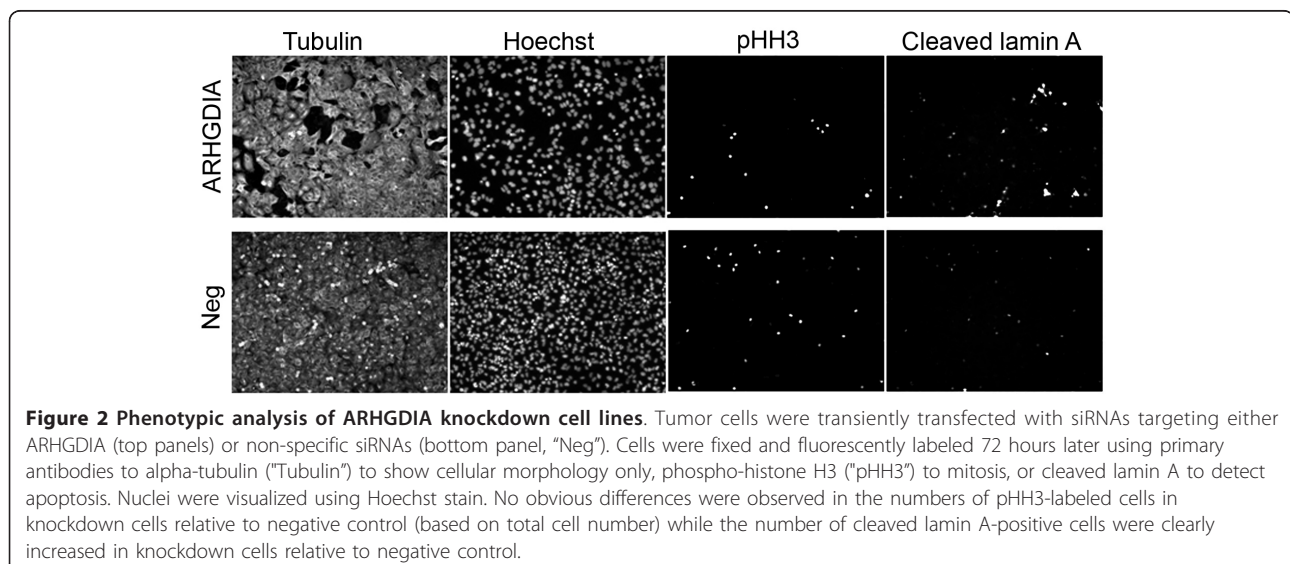 Tubulin Hoechst pHH3 Cleaved lamin A
ARHGDIA
Neg
Figure 2 Phenotypic analysis of ARHGDIA knockdown cell lines. Tumor cells were transiently transfected with siRNAs targeting either
ARHGDIA (top panels) or non-specific siRNAs (bottom panel, "Neg"). Cells were fixed and fluorescently labeled 72 hours later using primary
antibodies to alpha-tubulin ("Tubulin") to show cellular morphology only, phospho-histone H3 ("pHH3") to mitosis, or cleaved lamin A to detect
apoptosis. Nuclei were visualized using Hoechst stain. No obvious differences were observed in the numbers of pHH3-labeled cells in
knockdown cells relative to negative control (based on total cell number) while the number of cleaved lamin A-positive cells were clearly
increased in knockdown cells relative to negative control.